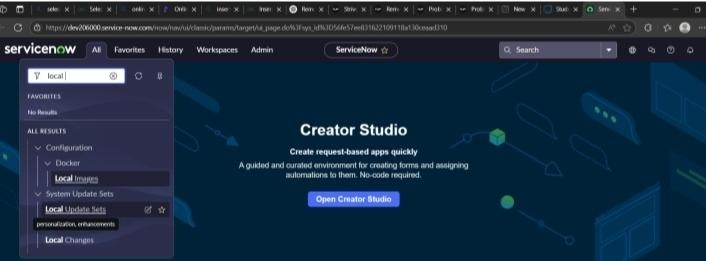 https://dev206000.service-now.com/now/nav/ui/classic/params/target/ui_page.do%3Fsys_id%3D56fe57ee831622109118a130ceaad310
servicenow
All
Favorites
History
Workspaces
Admin
ServiceNow
Search
local
FAVORITES
No Results
ALL RESULTS
Configuration
Docker
Local Images
System Update Sets
Local Update Sets
personalization, enhancements
Local Changes
Creator Studio
Create request-based apps quickly
A guided and curated environment for creating forms and assigning
automations to them. No-code required.
Open Creator Studio